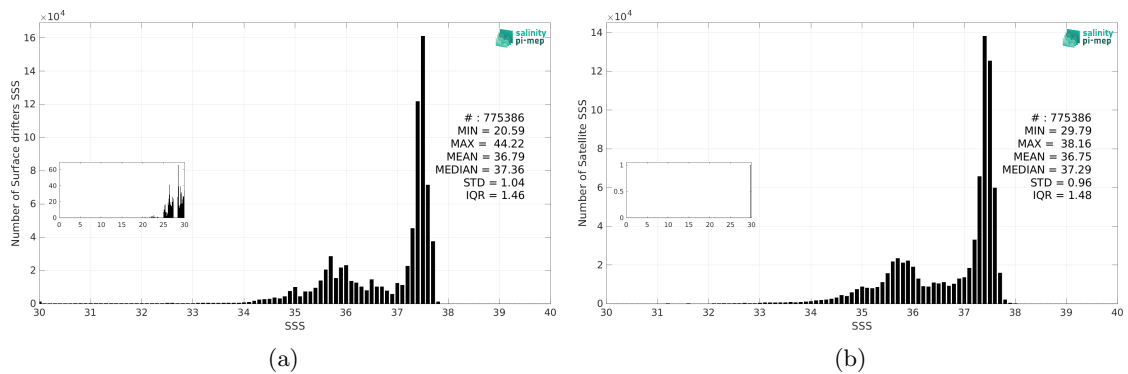 ×10⁴
salinity
pi-mep
Number of Surface drifters SSS
16
14
12
10
8
6
4
2
0
# : 775386
MIN = 20.59
MAX = 44.22
MEAN = 36.79
MEDIAN = 37.36
STD = 1.04
IQR = 1.46
60
40
20
0
0 5 10 15 20 25 30
30 31 32 33 34 35 36 37 38 39 40
SSS
(a)
×10⁴
salinity
pi-mep
Number of Satellite SSS
14
12
10
8
6
4
2
0
# : 775386
MIN = 29.79
MAX = 38.16
MEAN = 36.75
MEDIAN = 37.29
STD = 0.96
IQR = 1.48
1
0.5
0
0 5 10 15 20 25 30
30 31 32 33 34 35 36 37 38 39 40
SSS
(b)